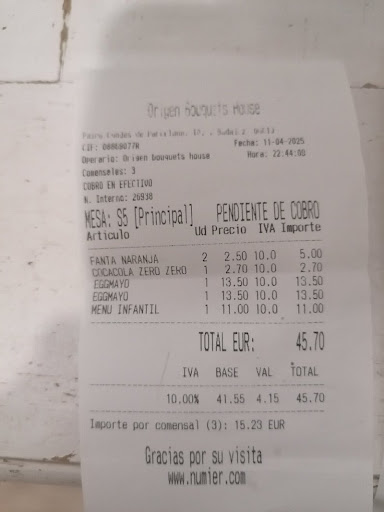 Origen Bouquets House
CIF: Fecha: 11-04-2025
Operario: Origen bouquets house Hora: 22:44:00
Comensales: 3
COBRO EN EFECTIVO
N. Interno: 26938
MESA: S5 [Principal] PENDIENTE DE COBRO
Articulo Ud Precio IVA Importe
FANTA NARANJA 2 2.50 10.0 5.00
COCACOLA ZERO ZERO 1 2.70 10.0 2.70
EGGMAYO 1 13.50 10.0 13.50
EGGMAYO 1 13.50 10.0 13.50
MENU INFANTIL 1 11.00 10.0 11.00
TOTAL EUR: 45.70
IVA BASE VAL TOTAL
10.00% 41.55 4.15 45.70
Importe por comensal (3): 15.23 EUR
Gracias por su visita
www.numier.com